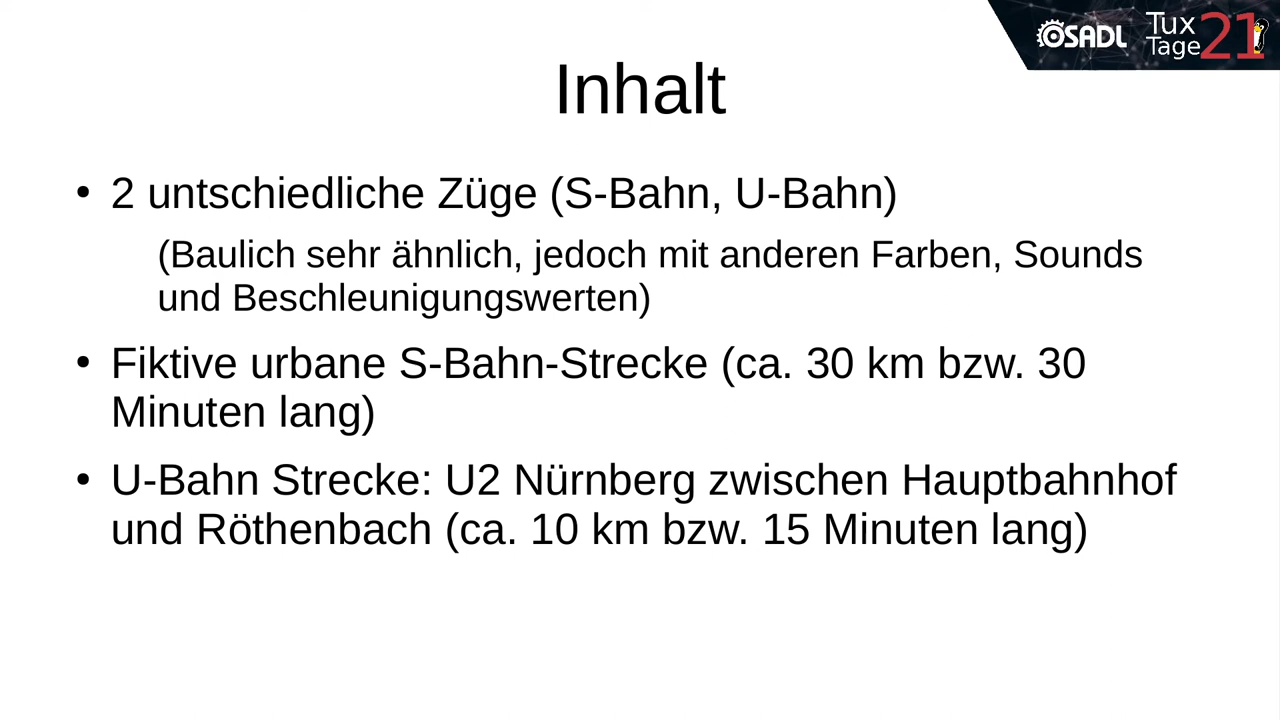 OSADL
Tux
Tage 21
Inhalt
• 2 untschiedliche Züge (S-Bahn, U-Bahn)
(Baulich sehr ähnlich, jedoch mit anderen Farben, Sounds
und Beschleunigungswerten)
• Fiktive urbane S-Bahn-Strecke (ca. 30 km bzw. 30
Minuten lang)
• U-Bahn Strecke: U2 Nürnberg zwischen Hauptbahnhof
und Röthenbach (ca. 10 km bzw. 15 Minuten lang)